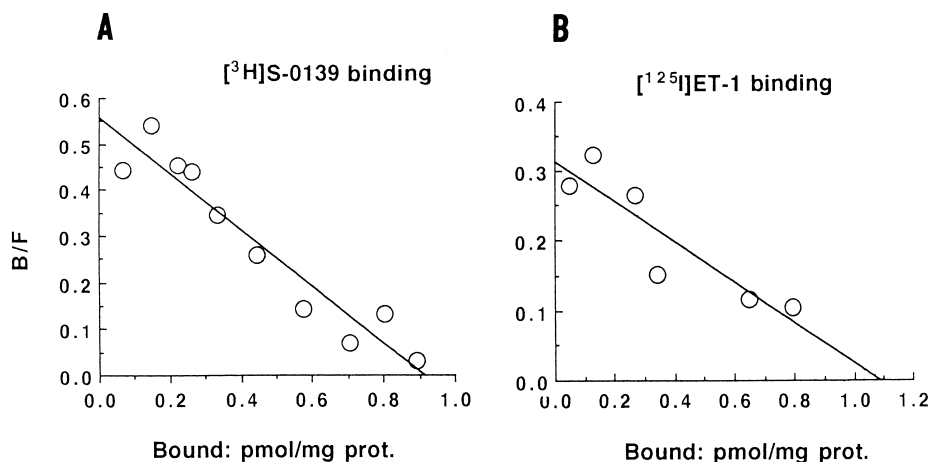 A
[³H]S-0139 binding
0.6
0.5
0.4
0.3
0.2
0.1
0.0
B/F
0.0 0.2 0.4 0.6 0.8 1.0
Bound: pmol/mg prot.
B
[¹²⁵I]ET-1 binding
0.4
0.3
0.2
0.1
0.0
0.0 0.2 0.4 0.6 0.8 1.0 1.2
Bound: pmol/mg prot.